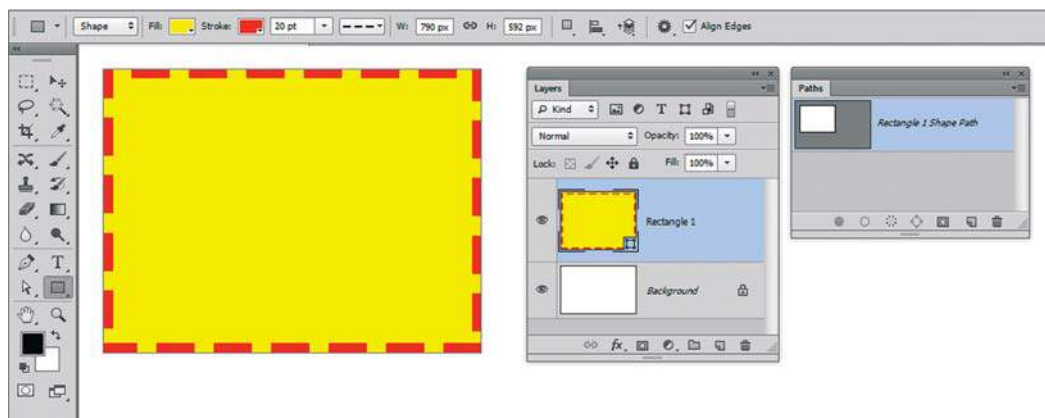 Shape Fill: Stroke: 20 pt W: 790 px H: 592 px Align Edges
Layers
Kind T
Normal Opacity: 100%
Lock: Fill: 100%
Rectangle 1
Background
fx
Paths
Rectangle 1 Shape Path
T